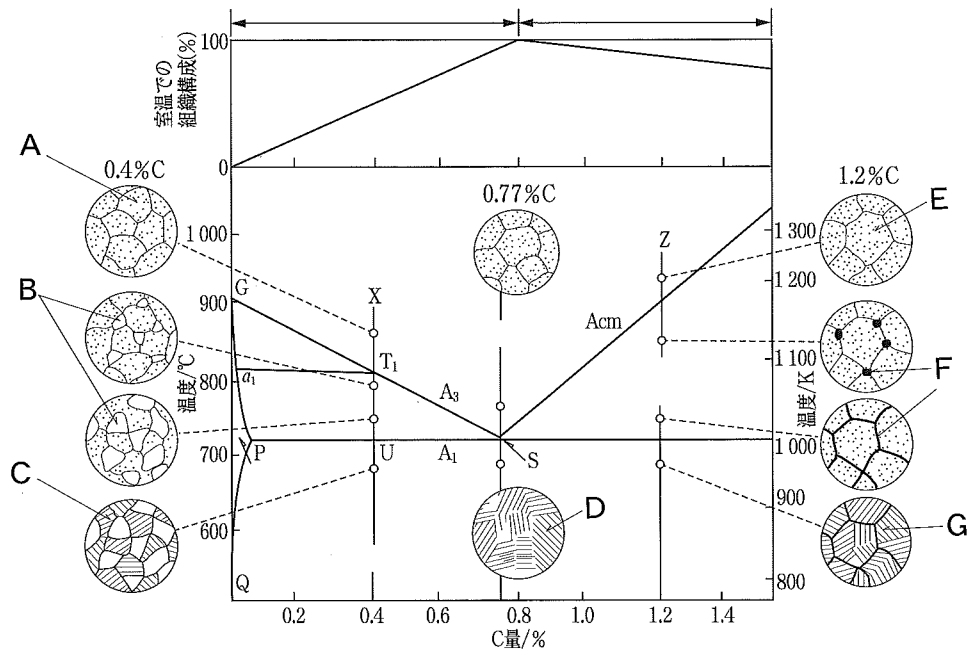 100
50
0
室温での
組織構成(%)
A
0.4%C
0.77%C
1.2%C
E
1 000
Z
1 300
B
G
X
1 200
900
Acm
T1
1 100
温度/℃
800
a1
A3
温度/K
F
C
700
P
U
A1
S
1 000
D
900
G
600
Q
800
0.2
0.4
0.6
0.8
1.0
1.2
1.4
C量/%